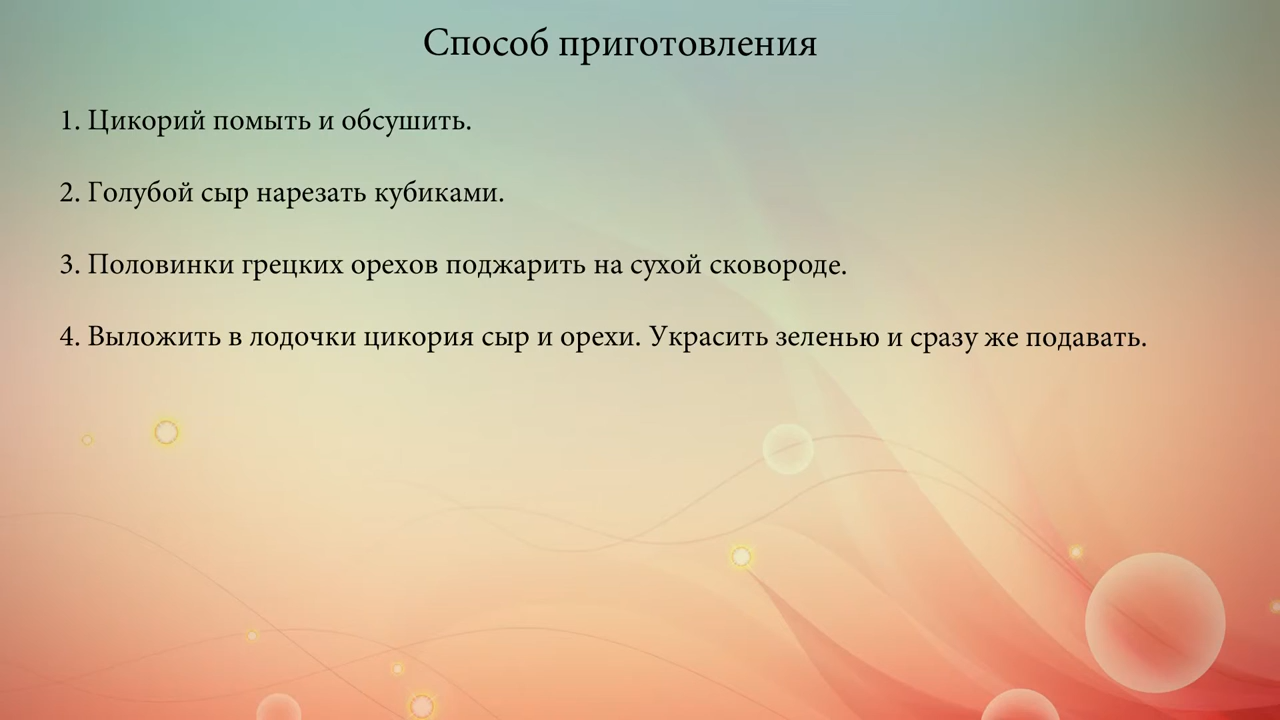 Способ приготовления
1. Цикорий помыть и обсушить.
2. Голубой сыр нарезать кубиками.
3. Половинки грецких орехов поджарить на сухой сковороде.
4. Выложить в лодочки цикория сыр и орехи. Украсить зеленью и сразу же подавать.